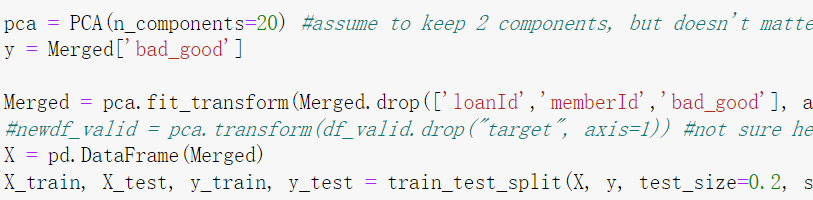 pca = PCA(n_components=20) #assume to keep 2 components, but doesn't matte
y = Merged['bad_good']
Merged = pca.fit_transform(Merged.drop(['loanId','memberId','bad_good'], a
#newdf_valid = pca.transform(df_valid.drop("target", axis=1)) #not sure he
X = pd.DataFrame(Merged)
X_train, X_test, y_train, y_test = train_test_split(X, y, test_size=0.2, s